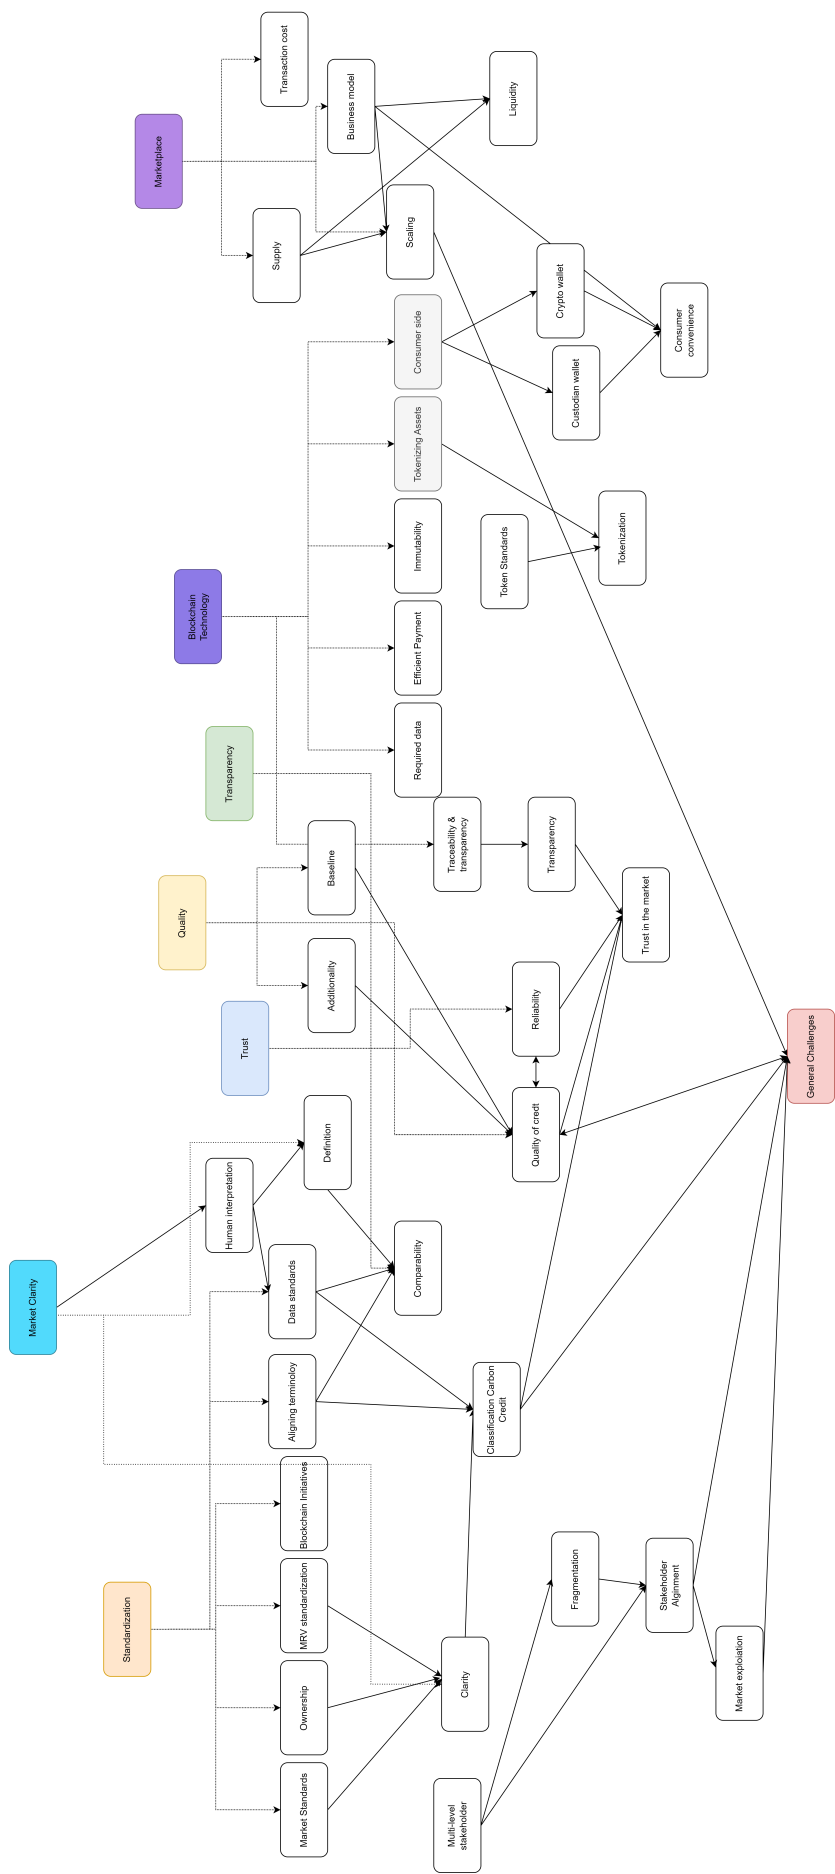 Transaction cost
Business model
Liquidity
Marketplace
Supply
Scaling
Crypto wallet
Consumer
convenience
Consumer side
Custodian wallet
Tokenizing Assets
Immutability
Token Standards
Tokenization
Blockchain
Technology
Efficient Payment
Required data
Transparency
Traceability &
transparency
Transparency
Baseline
Quality
Trust in the market
Additionality
Reliability
Trust
General Challenges
Quality of credt
Definition
Human interpretation
Market Clarity
Data standards
Comparability
Aligning terminoloy
Classification Carbon
Credit
Blockchain Initiatives
Fragmentation
Standardization
MRV standardization
Stakeholder
Alginment
Ownership
Clarity
Market exploiation
Market Standards
Multi-level
stakeholder